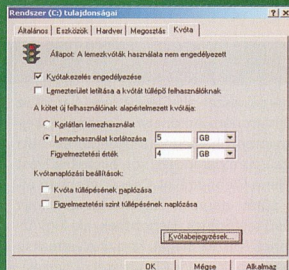 Rendszer (C:) tulajdonságai
Általános Eszközök Hardver Megosztás Kvóta
Állapot: A lemezkvóták használata nem engedélyezett
Kvótakezelés engedélyezése
Lemezterület letiltása a kvótát túllépő felhasználóknak
A kötet új felhasználóinak alapértelmezett kvótája:
Korlátlan lemezhasználat
Lemezhasználat korlátozása 5 GB
Figyelmeztetési érték 4 GB
Kvótanaplózási beállítások:
Kvóta túllépésének naplózása
Figyelmeztetési szint túllépésének naplózása
Kvótabejegyzések...
OK Mégse Alkalmaz